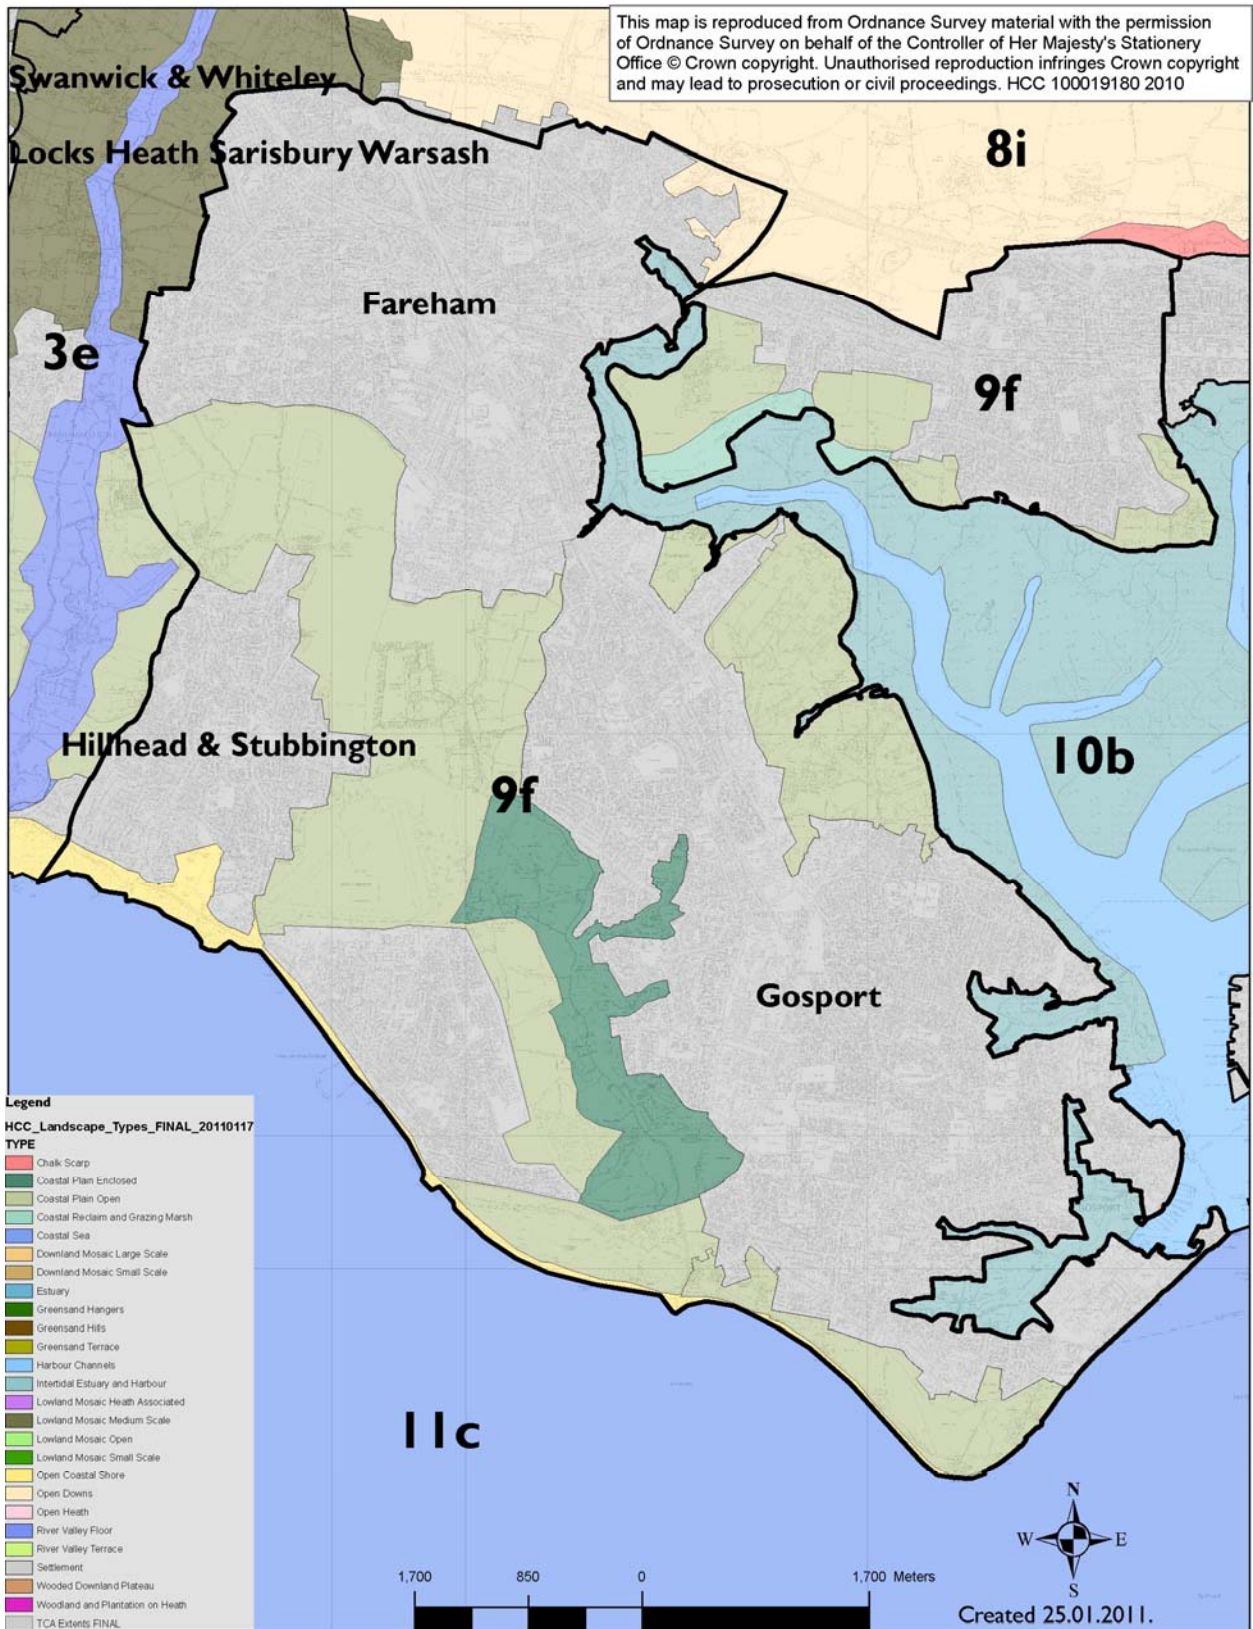 This map is reproduced from Ordnance Survey material with the permission
of Ordnance Survey on behalf of the Controller of Her Majesty's Stationery
Office © Crown copyright. Unauthorised reproduction infringes Crown copyright
and may lead to prosecution or civil proceedings. HCC 100019180 2010
Swanwick & Whiteley
Locks Heath Sarisbury Warsash
8i
Fareham
3e
9f
Hillhead & Stubbington
10b
9f
Gosport
GOSPORT
11c
Legend
HCC_Landscape_Types_FINAL_20110117
TYPE
Chalk Scarp
Coastal Plain Enclosed
Coastal Plain Open
Coastal Reclaim and Grazing Marsh
Coastal Sea
Downland Mosaic Large Scale
Downland Mosaic Small Scale
Estuary
Greensand Hangers
Greensand Hills
Greensand Terrace
Harbour Channels
Intertidal Estuary and Harbour
Lowland Mosaic Heath Associated
Lowland Mosaic Medium Scale
Lowland Mosaic Open
Lowland Mosaic Small Scale
Open Coastal Shore
Open Downs
Open Heath
River Valley Floor
River Valley Terrace
Settlement
Wooded Downland Plateau
Woodland and Plantation on Heath
TCA Extents FINAL
N
W E
S
1,700 850 0 1,700 Meters
Created 25.01.2011.